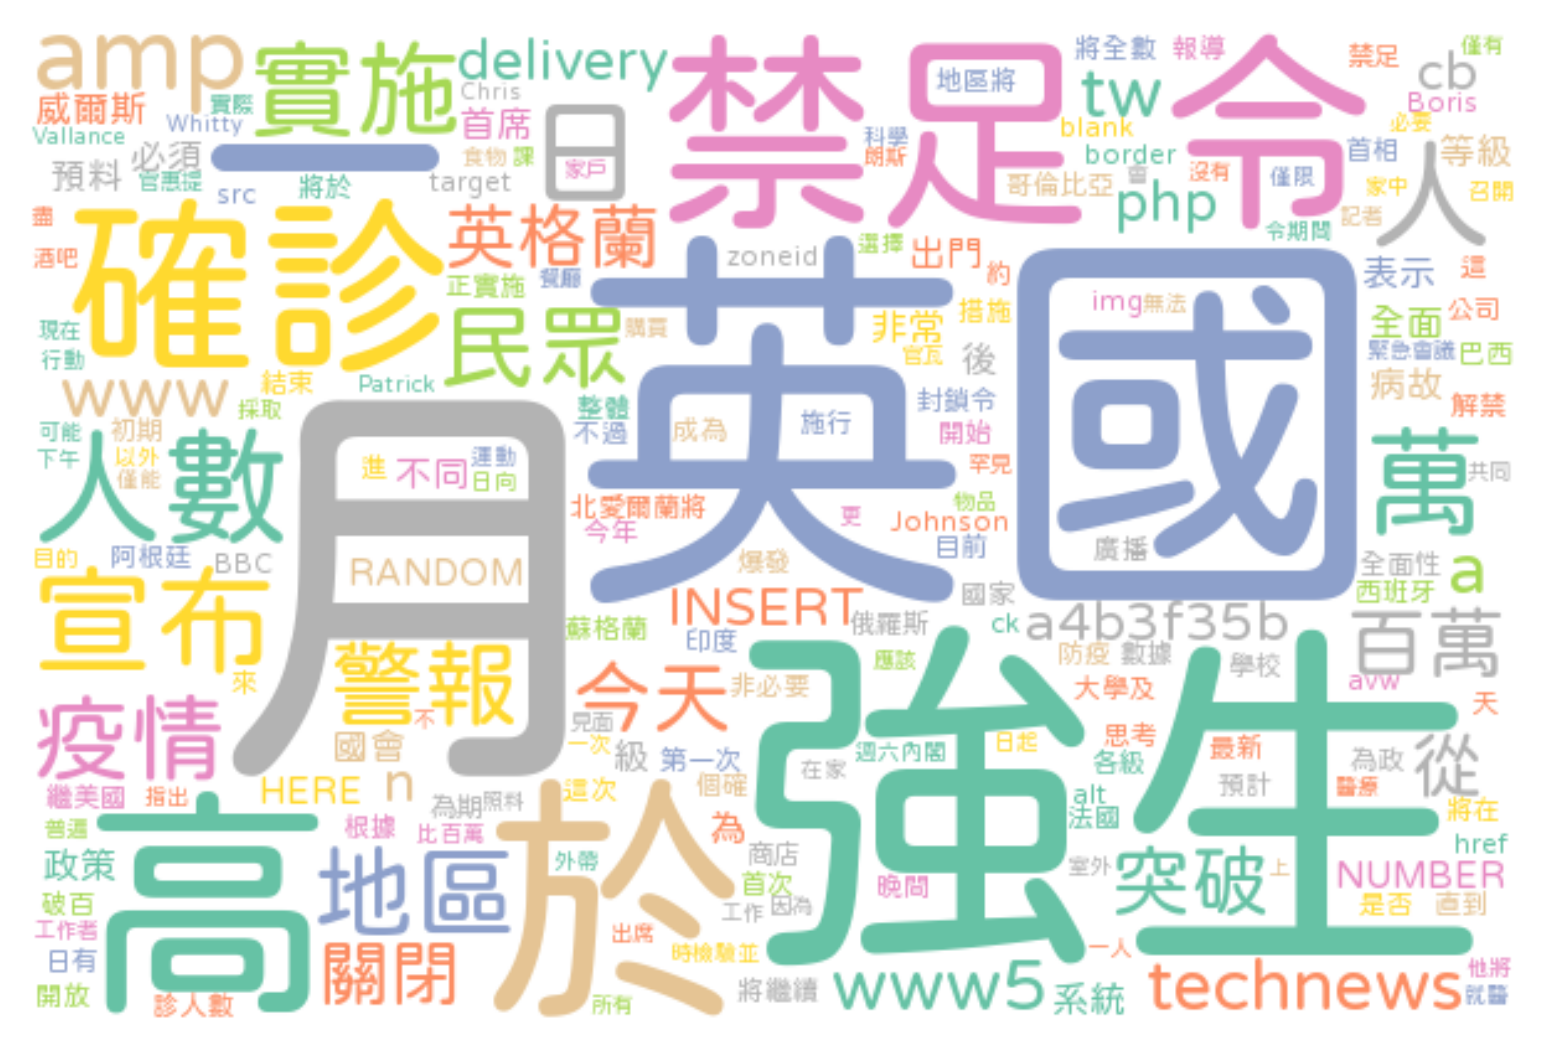 amp
實施
delivery
禁足令
地區將
將全數
報導
禁足
僅有
cb
tw
威爾斯
實際
Chris
首席
日
Boris
Vallance
Whitty
一
食物
課
家戶
科學
朗斯
blank
必要
預料
必須
官惠提
src
將於
target
border
會
沒有
僅限
首相
等級
人
哥倫比亞
php
家中
召開
記者
令期間
盡
確診
英格蘭
zoneid
選擇
出門
約
表示
這
酒吧
正實施
餐廳
英國
img
無法
措施
公司
全面
現在
行動
民眾
購買
非常
官瓦
後
緊急會議
巴西
www
結束
採取
Patrick
整體
不過
成為
施行
封鎖令
開始
病故
解禁
可能
下午
初期
以外
僅能
人數
月
進
不同
運動
日向
罕見
萬
共同
北愛爾蘭將
今年
更
物品
Johnson
目前
廣播
目的
阿根廷
BBC
RANDOM
爆發
國家
全面性
西班牙
a
宣布
INSERT
蘇格蘭
俄羅斯
ck
a4b3f35b
百萬
印度
來
警報
今天
非必要
應該
強生
防疫
數據
學校
avw
疫情
不
國會
見面
一次
級
第一次
週六內閣
日起
大學及
思考
各級
最新
天
為政
從
在家
繼美國
指出
HERE
n
為期
照料
這次
個確
預計
醫療
alt
法國
將在
普遍
高
根據
比百萬
於
為
href
政策
地區
外帶
商店
首次
晚間
室外
突破
上
NUMBER
破百
工作
因為
是否
直到
工作者
日有
關閉
出席
時檢驗並
一人
開放
診人數
所有
將繼續
www5
系統
technews
他將
就醫